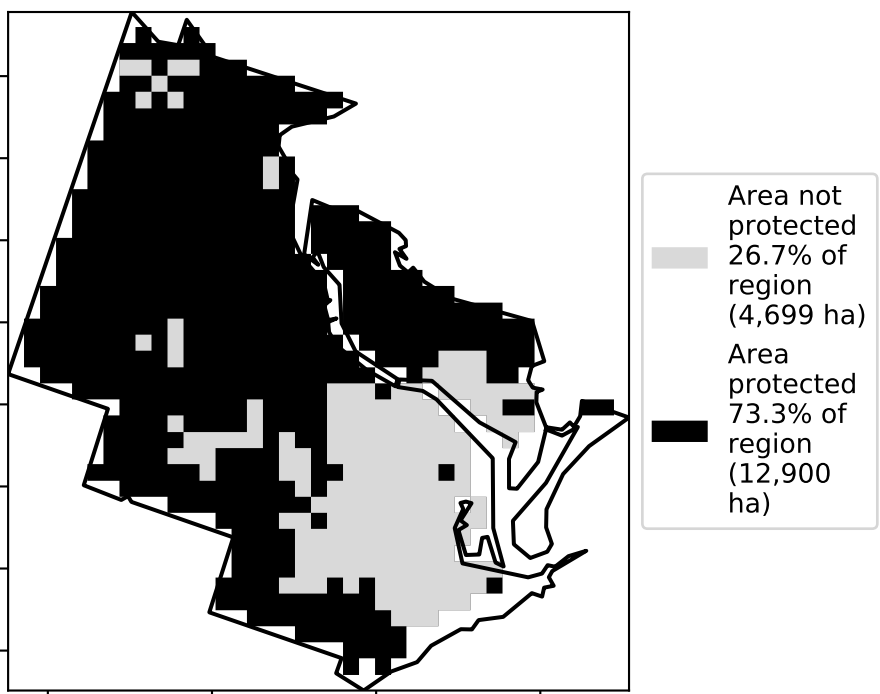 Area not
protected
26.7% of
region
(4,699 ha)
Area
protected
73.3% of
region
(12,900
ha)